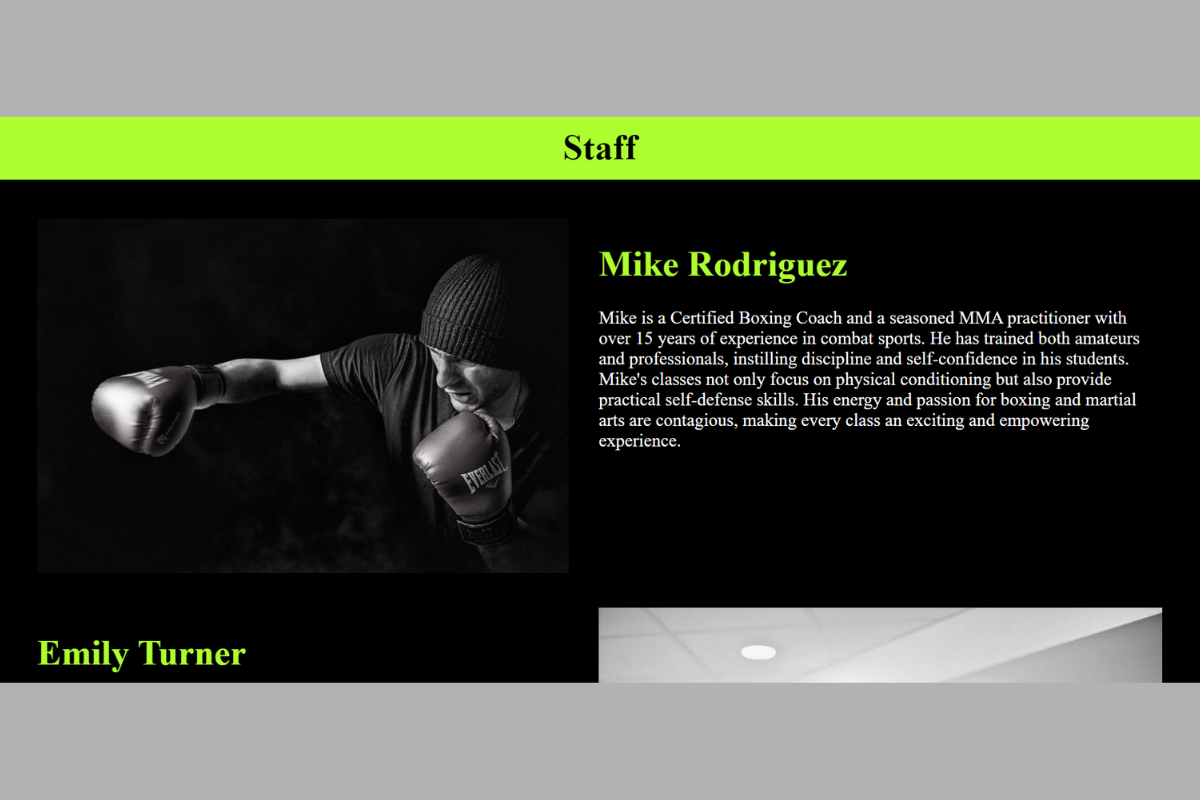 Staff
Mike Rodriguez
Mike is a Certified Boxing Coach and a seasoned MMA practitioner with
over 15 years of experience in combat sports. He has trained both amateurs
and professionals, instilling discipline and self-confidence in his students.
Mike's classes not only focus on physical conditioning but also provide
practical self-defense skills. His energy and passion for boxing and martial
arts are contagious, making every class an exciting and empowering
experience.
EVERLAST
Emily Turner